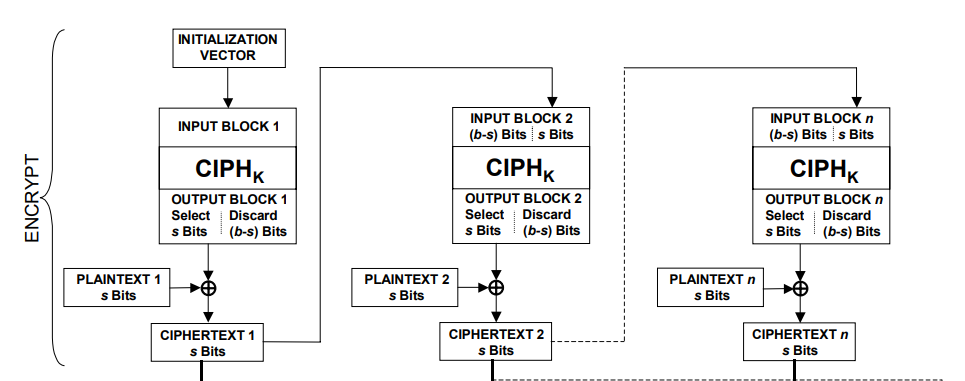 ENCRYPT
INITIALIZATION
VECTOR
INPUT BLOCK 1
CIPHK
OUTPUT BLOCK 1
Select Discard
s Bits (b-s) Bits
PLAINTEXT 1
s Bits
CIPHERTEXT 1
s Bits
INPUT BLOCK 2
(b-s) Bits s Bits
CIPHK
OUTPUT BLOCK 2
Select Discard
s Bits (b-s) Bits
PLAINTEXT 2
s Bits
CIPHERTEXT 2
s Bits
INPUT BLOCK n
(b-s) Bits s Bits
CIPHK
OUTPUT BLOCK n
Select Discard
s Bits (b-s) Bits
PLAINTEXT n
s Bits
CIPHERTEXT n
s Bits